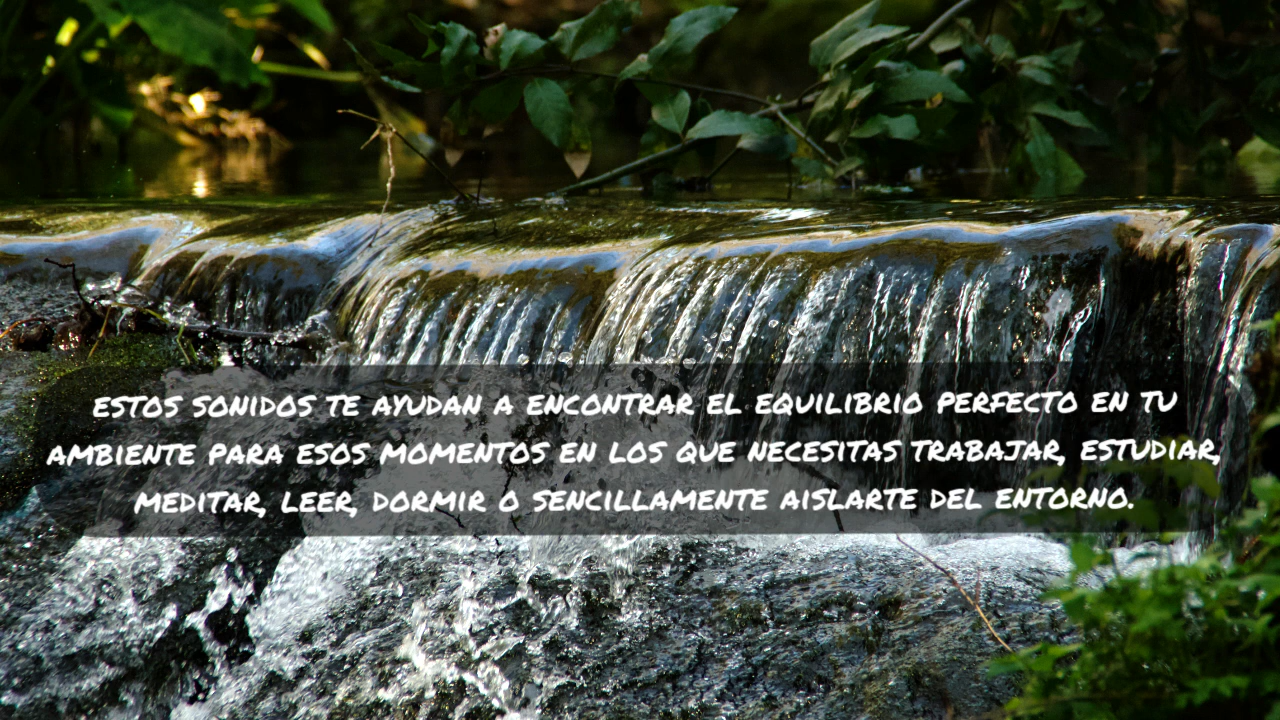 ESTOS SONIDOS TE AYUDAN A ENCONTRAR EL EQUILIBRIO PERFECTO EN TU
AMBIENTE PARA ESOS MOMENTOS EN LOS QUE NECESITAS TRABAJAR, ESTUDIAR,
MEDITAR, LEER, DORMIR O SENCILLAMENTE AISLARTE DEL ENTORNO.